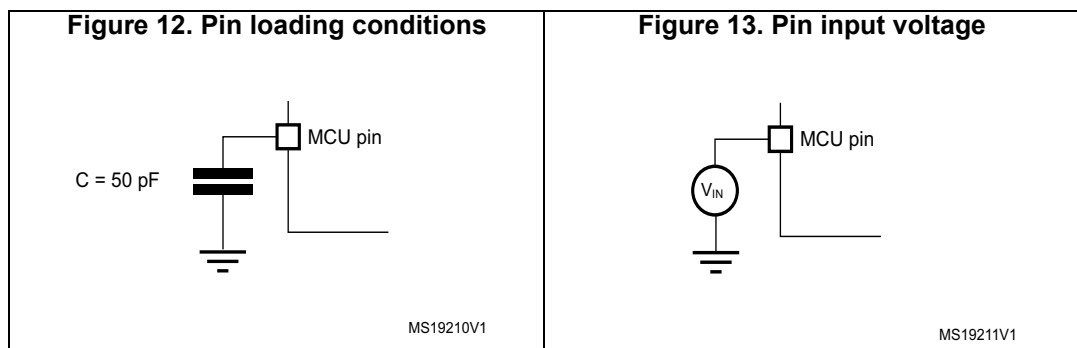 Figure 12. Pin loading conditions
MCU pin
C = 50 pF
MS19210V1
Figure 13. Pin input voltage
MCU pin
VIN
MS19211V1